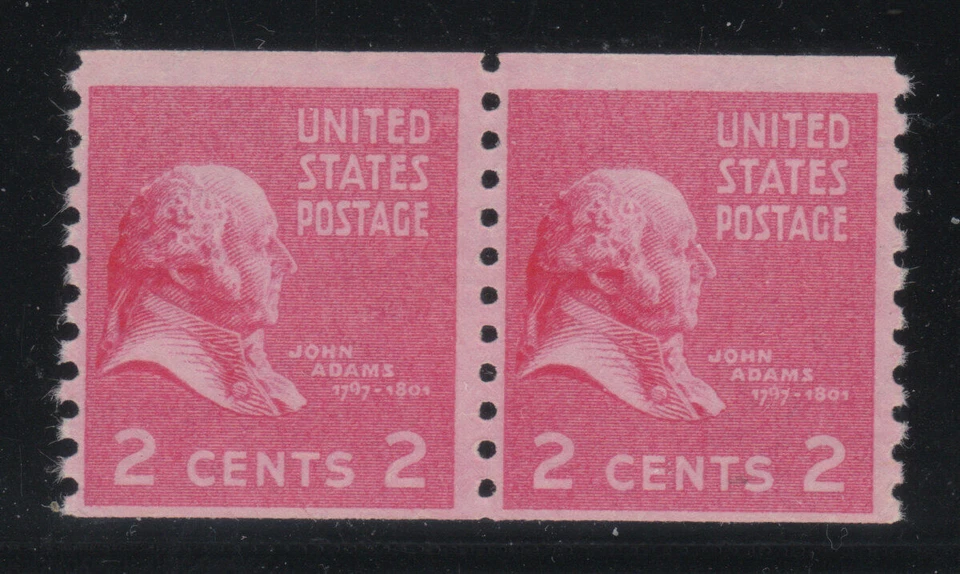 UNITED
STATES
POSTAGE
JOHN
ADAMS
1797-1801
2 CENTS 2
UNITED
STATES
POSTAGE
JOHN
ADAMS
1797-1801
2 CENTS 2